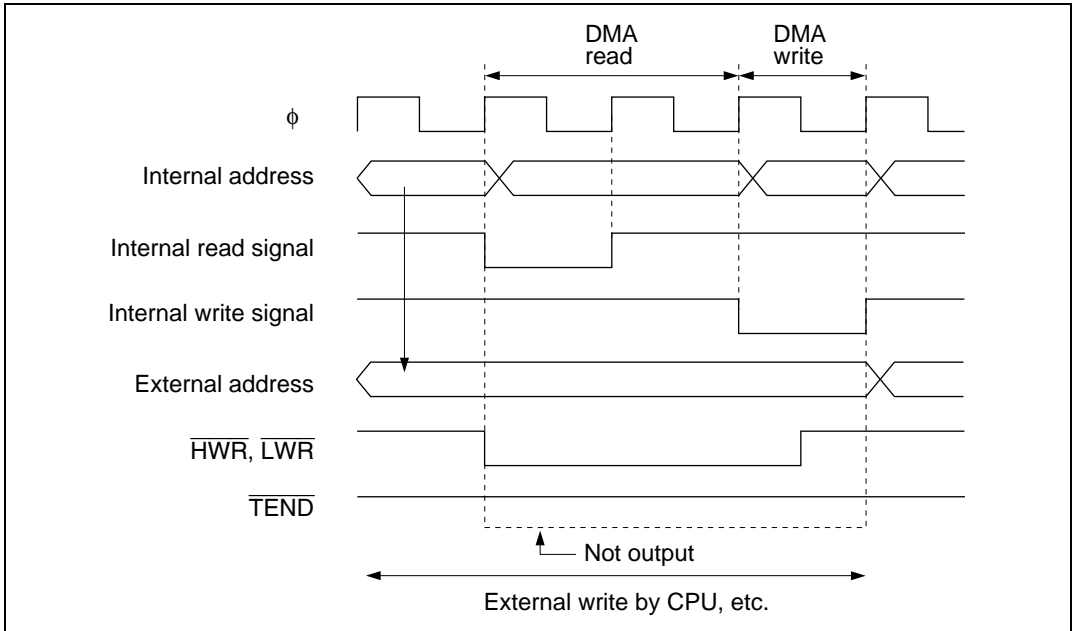 DMA
read
DMA
write
ϕ
Internal address
Internal read signal
Internal write signal
External address
HWR, LWR
TEND
Not output
External write by CPU, etc.